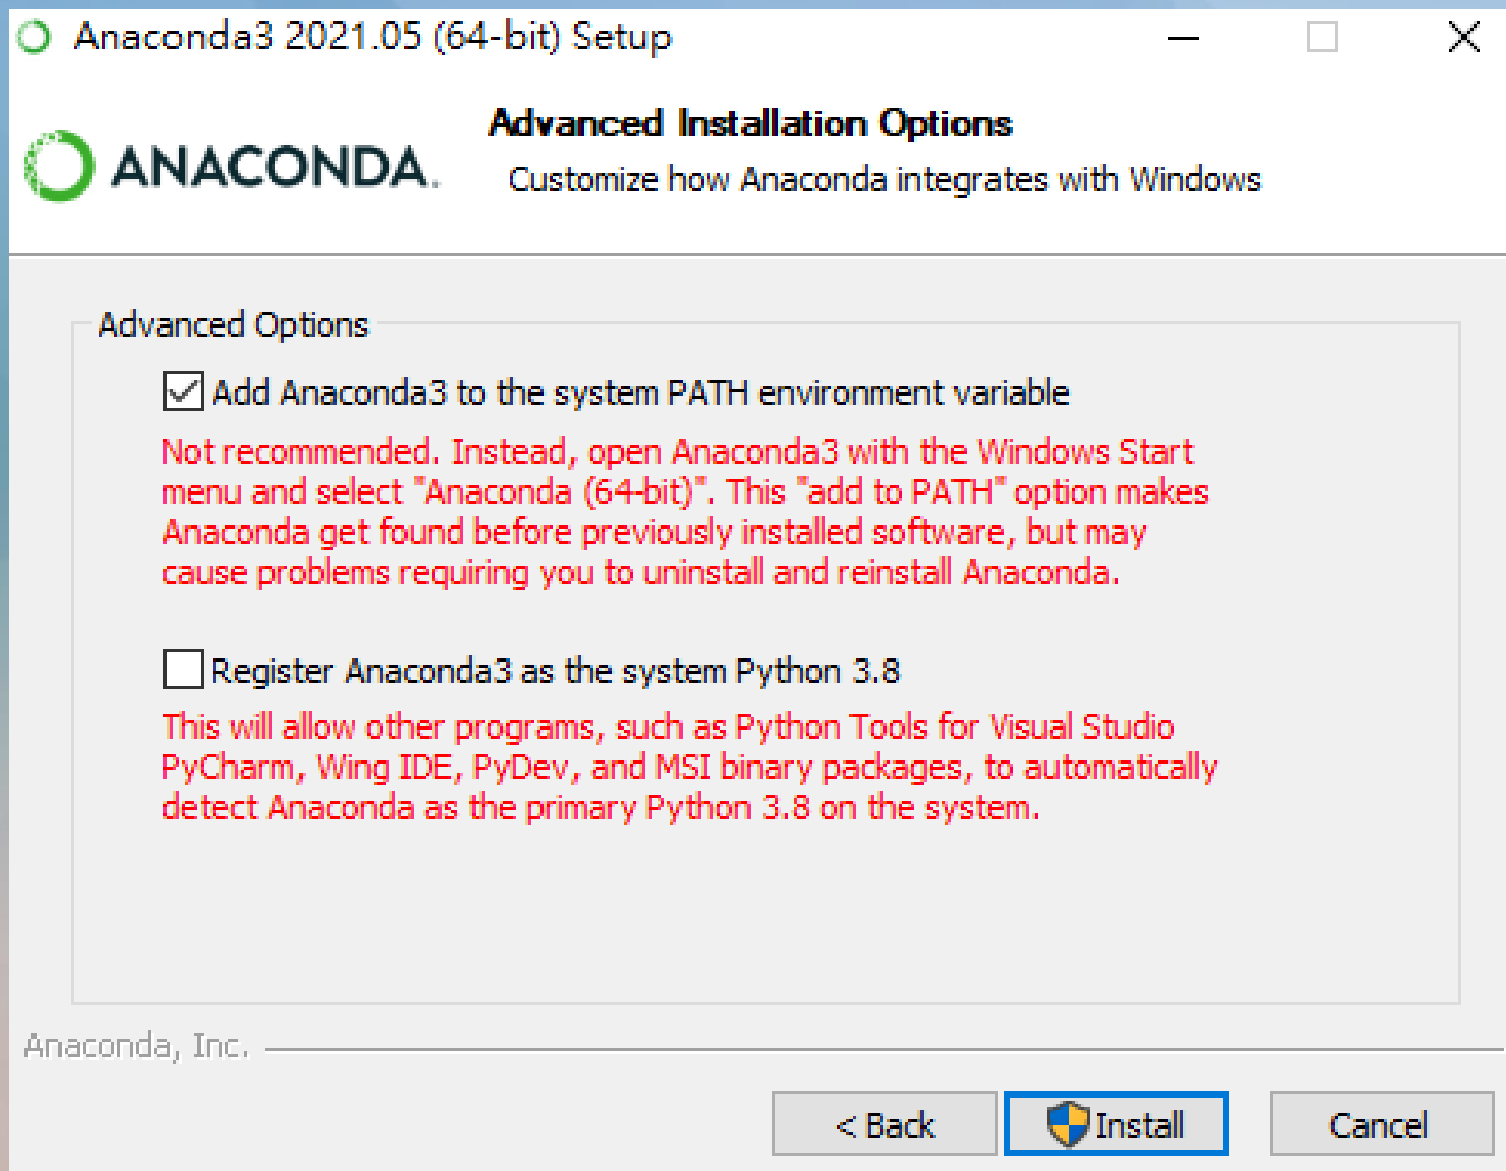 Anaconda3 2021.05 (64-bit) Setup
ANACONDA.
Advanced Installation Options
Customize how Anaconda integrates with Windows
Advanced Options
Add Anaconda3 to the system PATH environment variable
Not recommended. Instead, open Anaconda3 with the Windows Start
menu and select "Anaconda (64-bit)". This "add to PATH" option makes
Anaconda get found before previously installed software, but may
cause problems requiring you to uninstall and reinstall Anaconda.
Register Anaconda3 as the system Python 3.8
This will allow other programs, such as Python Tools for Visual Studio
PyCharm, Wing IDE, PyDev, and MSI binary packages, to automatically
detect Anaconda as the primary Python 3.8 on the system.
Anaconda, Inc.
< Back
Install
Cancel